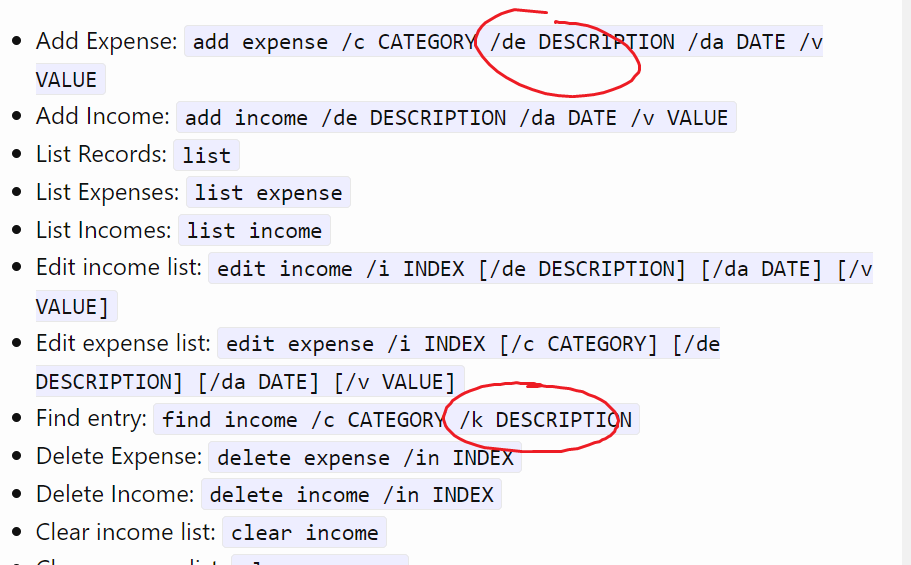 Add Expense: add expense /c CATEGORY /de DESCRIPTION /da DATE /v
VALUE
Add Income: add income /de DESCRIPTION /da DATE /v VALUE
List Records: list
List Expenses: list expense
List Incomes: list income
Edit income list: edit income /i INDEX [/de DESCRIPTION] [/da DATE] [/v
VALUE]
Edit expense list: edit expense /i INDEX [/c CATEGORY] [/de
DESCRIPTION] [/da DATE] [/v VALUE]
Find entry: find income /c CATEGORY /k DESCRIPTION
Delete Expense: delete expense /in INDEX
Delete Income: delete income /in INDEX
Clear income list: clear income